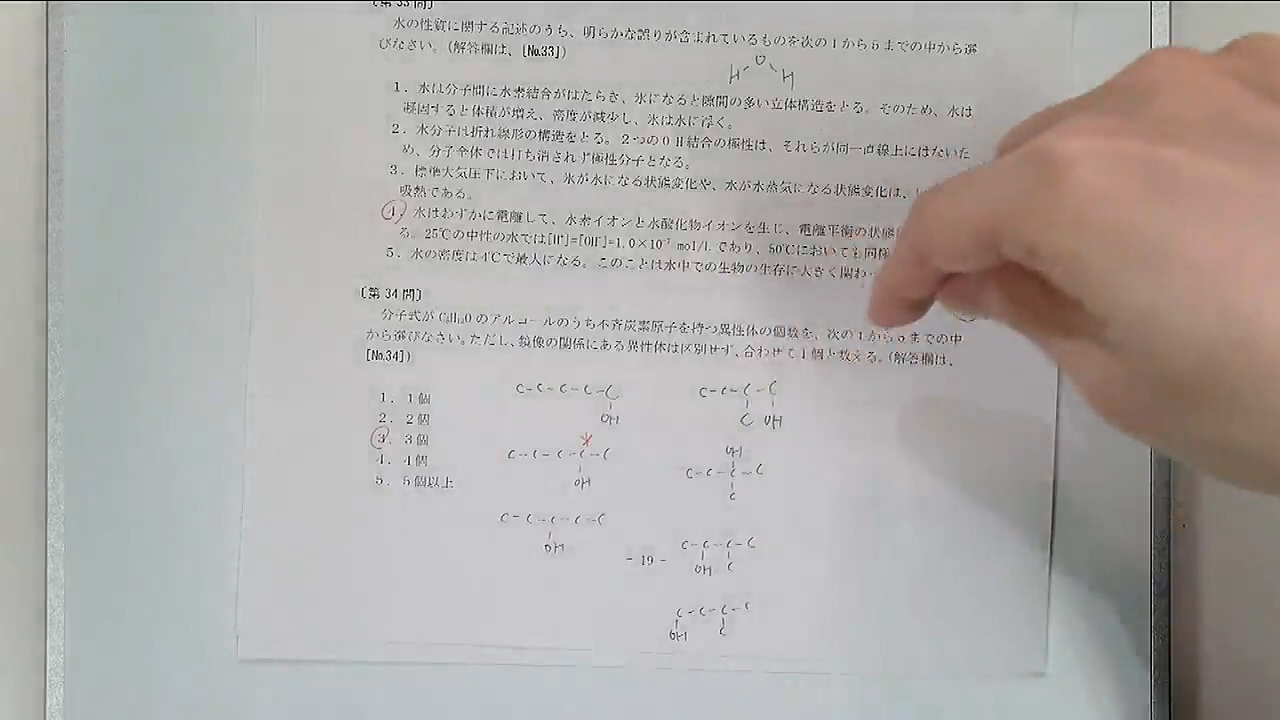 〔第33問〕
水の性質に関する記述のうち、明らかな誤りが含まれているものを次の1から5までの中から選
びなさい。(解答欄は、[No.33])
O
H H
1. 水は分子間に水素結合がはたらき、氷になると隙間の多い立体構造をとる。そのため、水は
凝固すると体積が増え、密度が減少し、氷は水に浮く。
2. 水分子は折れ線形の構造をとる。2つのOH結合の極性は、それらが同一直線上にはないた
め、分子全体では打ち消されず極性分子となる。
3. 標準大気圧下において、氷が水になる状態変化や、水が水蒸気になる状態変化は、
吸熱である。
4. 水はわずかに電離して、水素イオンと水酸化物イオンを生じ、電離平衡の状態
る。25℃の中性の水では[H⁺]=[OH⁻]=1.0×10⁻⁷ mol/Lであり、50℃においても同様
5. 水の密度は4℃で最大になる。このことは水中での生物の生存に大きく関わっ
〔第34問〕
分子式がC₅H₁₂Oのアルコールのうち不斉炭素原子を持つ異性体の個数を、次の1から5までの中
から選びなさい。ただし、鏡像の関係にある異性体は区別せず、合わせて1個と数える。(解答欄は、
[No.34])
1. 1個
2. 2個
3. 3個
4. 4個
5. 5個以上
C-C-C-C-C
OH
*
C-C-C-C-C
OH
C-C-C-C-C
OH
C-C-C-C
C OH
OH
C-C-C-C
C
C-C-C-C
OH C
C-C-C-C
OH C
- 19 -